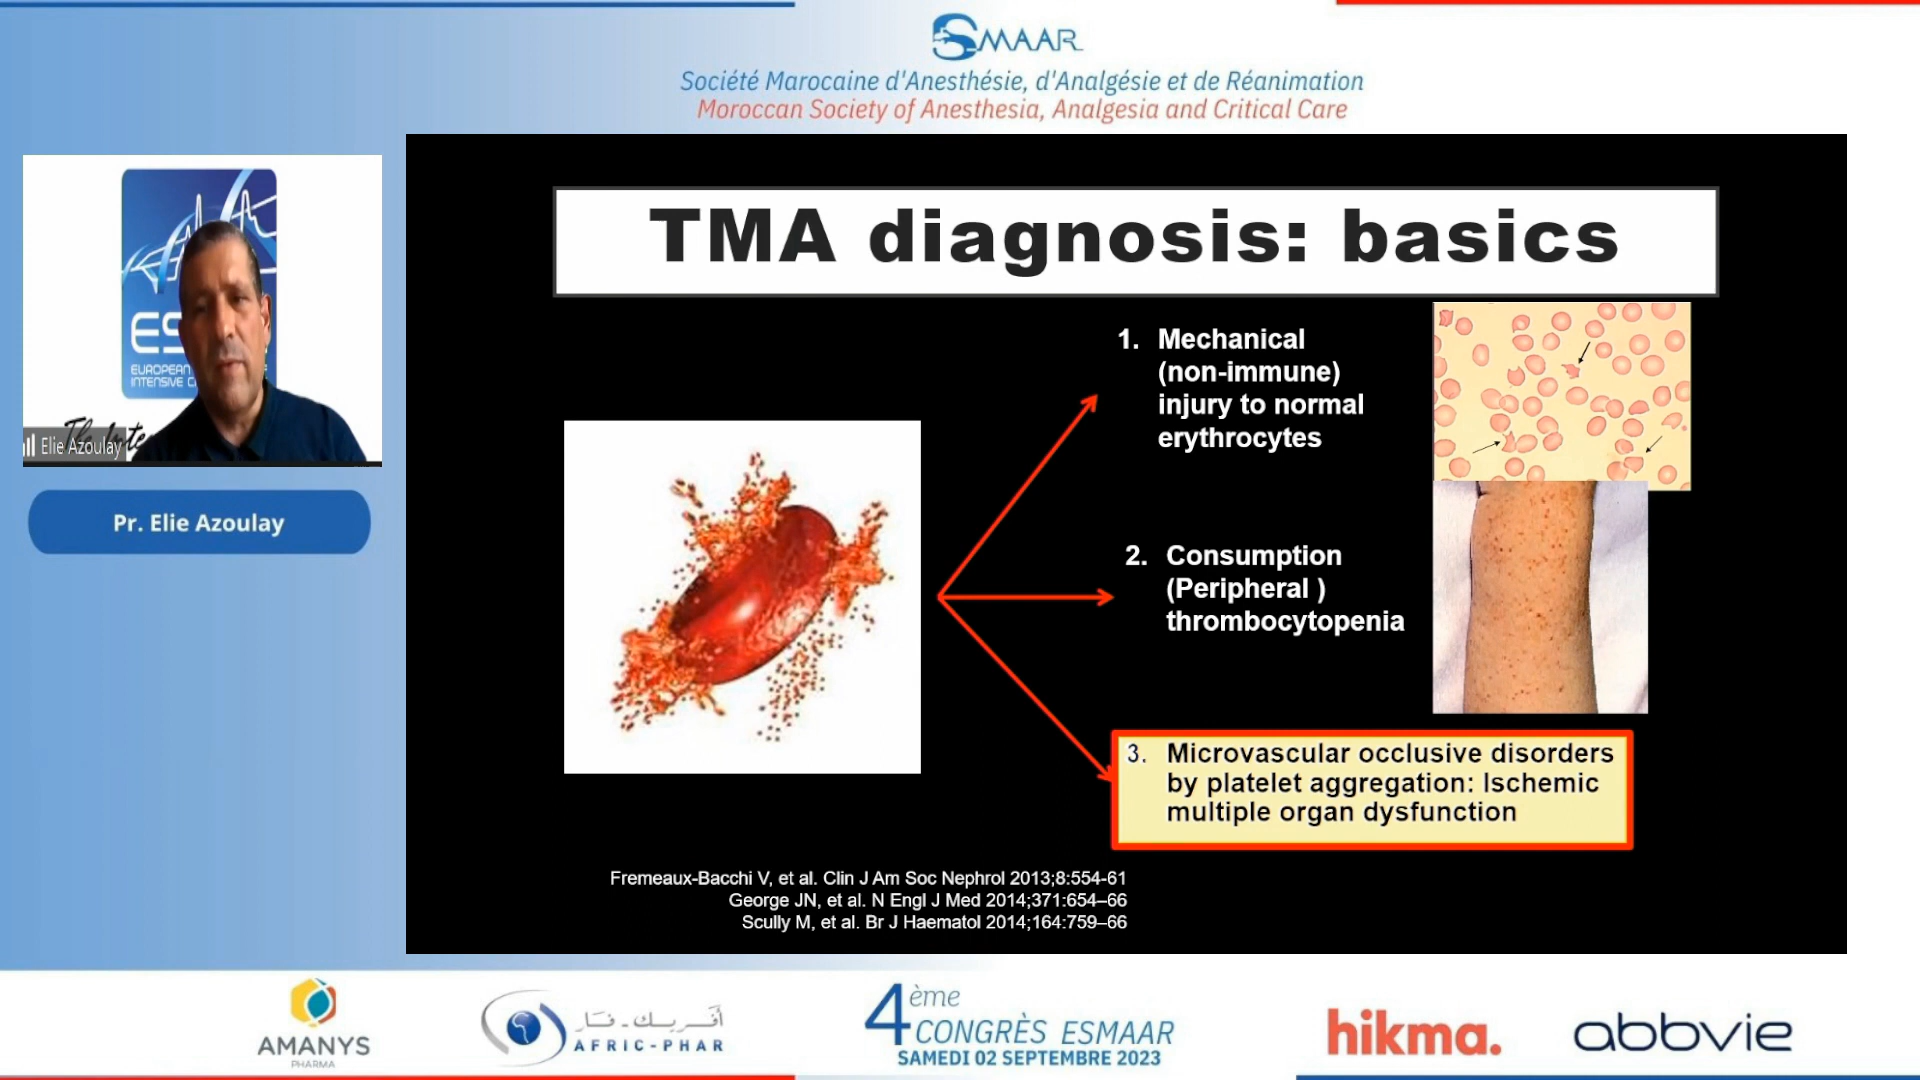 SMAAR
Société Marocaine d'Anesthésie, d'Analgésie et de Réanimation
Moroccan Society of Anesthesia, Analgesia and Critical Care
EUROPEAN
Elie Azoulay
Pr. Elie Azoulay
TMA diagnosis: basics
1. Mechanical
(non-immune)
injury to normal
erythrocytes
2. Consumption
(Peripheral )
thrombocytopenia
3. Microvascular occlusive disorders
by platelet aggregation: Ischemic
multiple organ dysfunction
Fremeaux-Bacchi V, et al. Clin J Am Soc Nephrol 2013;8:554-61
George JN, et al. N Engl J Med 2014;371:654–66
Scully M, et al. Br J Haematol 2014;164:759–66
AMANYS
PHARMA
أفريك-فار
AFRIC-PHAR
4ème
CONGRÈS ESMAAR
SAMEDI 02 SEPTEMBRE 2023
hikma.
abbvie